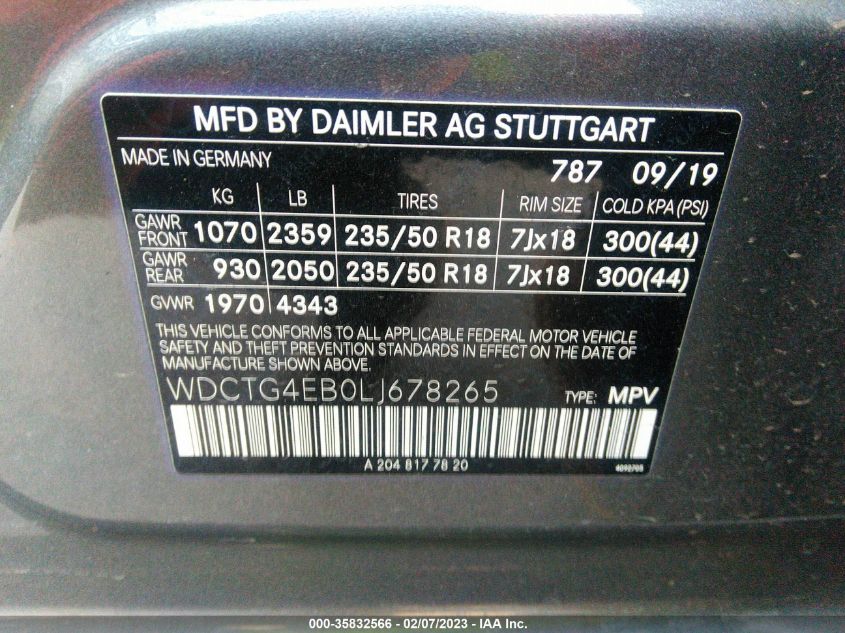 MFD BY DAIMLER AG STUTTGART
MADE IN GERMANY 787 09/19
KG LB TIRES RIM SIZE COLD KPA (PSI)
GAWR FRONT 1070 2359 235/50 R18 7Jx18 300(44)
GAWR REAR 930 2050 235/50 R18 7Jx18 300(44)
GVWR 1970 4343
THIS VEHICLE CONFORMS TO ALL APPLICABLE FEDERAL MOTOR VEHICLE
SAFETY AND THEFT PREVENTION STANDARDS IN EFFECT ON THE DATE OF
MANUFACTURE SHOWN ABOVE.
WDCTG4EB0LJ678265 TYPE: MPV
A 204 817 78 20
000-35832566 - 02/07/2023 - IAA Inc.